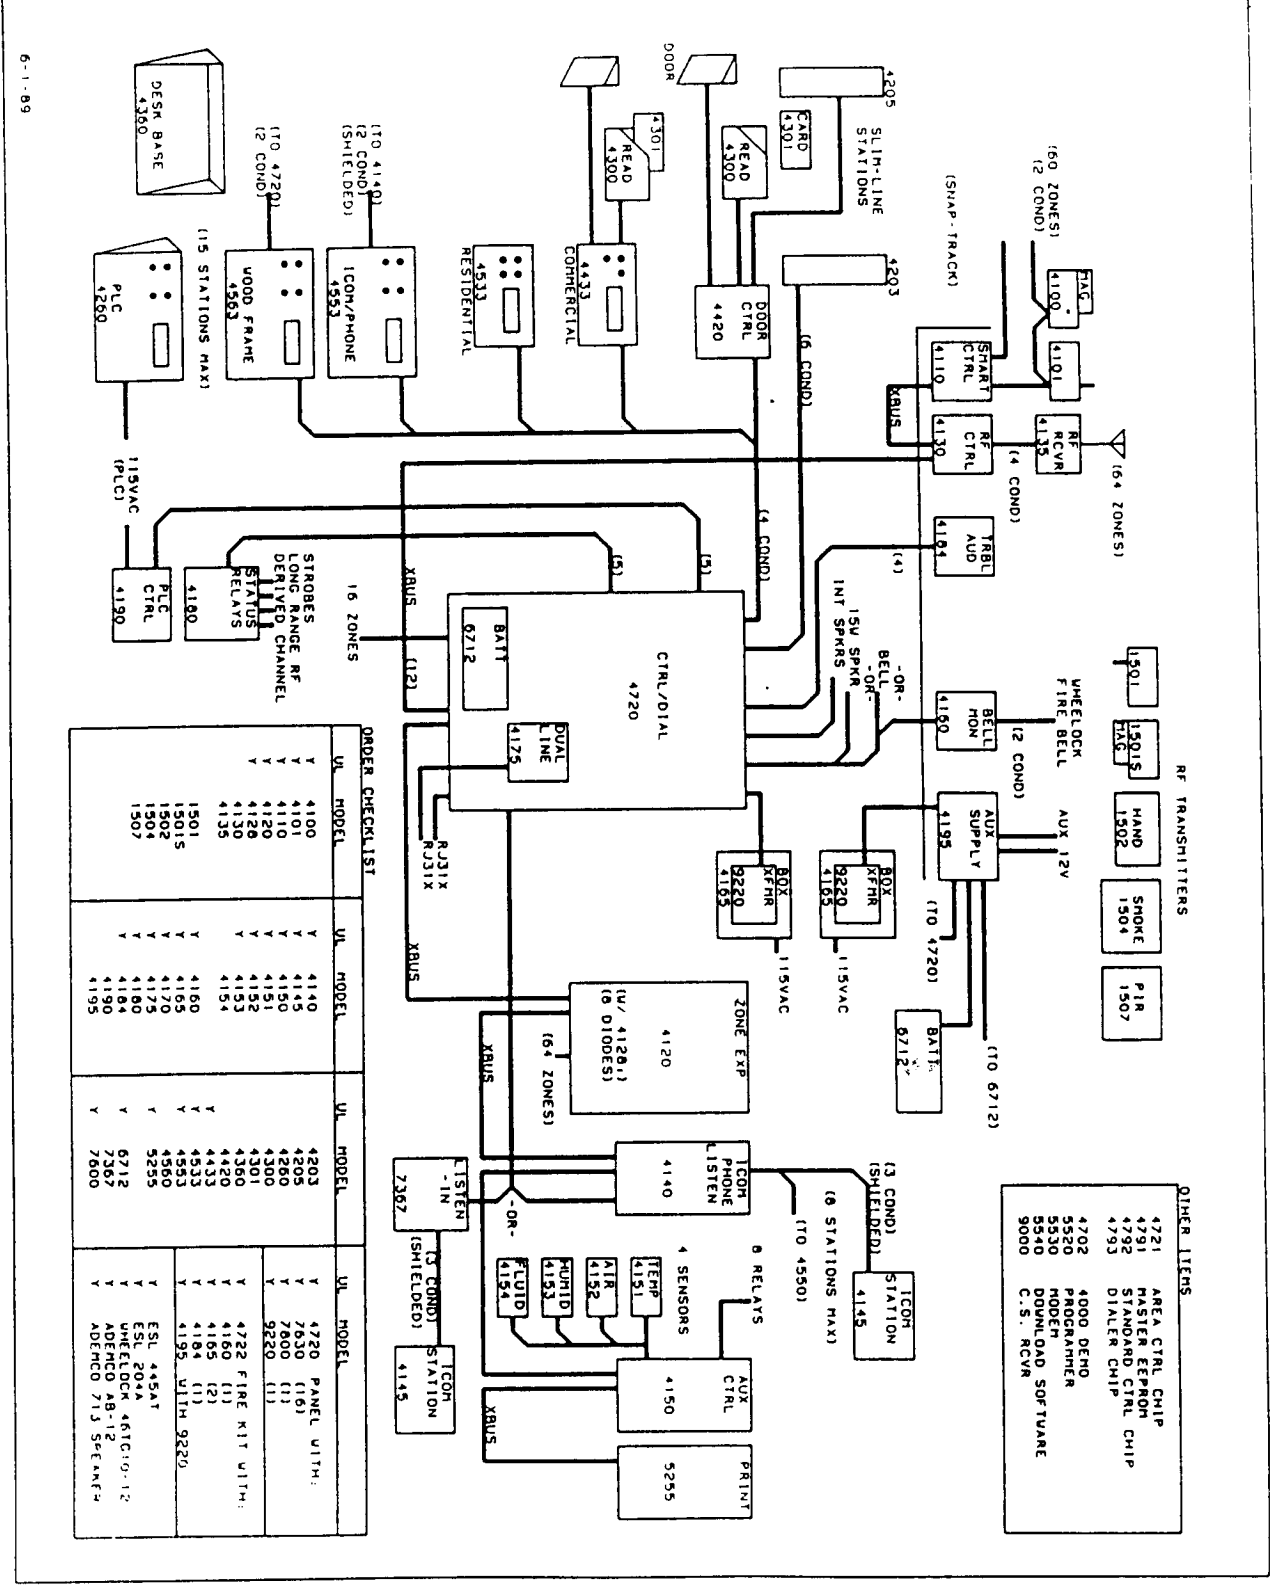 6-1-89
DESK BASE
4360
(TO 4720)
(2 COND)
(TO 4140)
(2 COND)
(SHIELDED)
DOOR
4301
READ
4300
READ
4300
CARD
4301
4205
SLIM-LINE
STATIONS
(60 ZONES)
(2 COND)
(SNAP-TRACK)
(15 STATIONS MAX)
PLC
4260
WOOD FRAME
4563
ICOM/PHONE
4553
RESIDENTIAL
4533
COMMERCIAL
4433
DOOR
CTRL
4420
4203
(6 COND)
MAG
4100
4101
SMART
CTRL
4110
XBUS
RF
CTRL
4130
RF
RCVR
4135
(4 COND)
(64 ZONES)
115VAC
(PLC)
PLC
CTRL
4190
STATUS
RELAYS
4180
STROBES
LONG RANGE RF
DERIVED CHANNEL
16 ZONES
XBUS
(12)
(5)
(5)
(4 COND)
TRBL
AUD
4184
(4)
INT SPKRS
15W SPKR
-OR-
BELL
-OR-
CTRL/DIAL
4720
BATT
6712
DUAL
LINE
4175
RJ31X
RJ31X
BELL
MON
4160
(2 COND)
WHEELOCK
FIRE BELL
AUX
SUPPLY
4195
AUX 12V
BOX
XFMR
9220
4165
115VAC
BOX
XFMR
9220
4165
115VAC
(TO 4720)
BATT
6712
(TO 6712)
RF TRANSMITTERS
1501
1501S
MAG
HAND
1502
SMOKE
1504
PIR
1507
XBUS
ZONE EXP
4120
(W/ 4128,)
(8 DIODES)
(64 ZONES)
XBUS
ICOM
PHONE
LISTEN
4140
-OR-
LISTEN
-IN
7367
(3 COND)
(SHIELDED)
ICOM
STATION
4145
(3 COND)
(SHIELDED)
(8 STATIONS MAX)
(TO 4550)
ICOM
STATION
4145
8 RELAYS
4 SENSORS
TEMP
4151
AIR
4152
HUMID
4153
FLUID
4154
AUX
CTRL
4150
XBUS
PRINT
5255
OTHER ITEMS
4721 AREA CTRL CHIP
4791 MASTER EEPROM
4792 STANDARD CTRL CHIP
4793 DIALER CHIP
4702 4000 DEMO
5520 PROGRAMMER
5530 MODEM
5540 DOWNLOAD SOFTWARE
9000 C.S. RCVR
ORDER CHECKLIST
UL MODEL
Y 4100
Y 4101
Y 4110
Y 4120
Y 4128
4130
4135
1501
1501S
1502
1504
1507
UL MODEL
Y 4140
Y 4145
Y 4150
Y 4151
Y 4152
Y 4153
4154
Y 4160
Y 4165
Y 4170
Y 4175
Y 4180
Y 4184
4190
4195
UL MODEL
4203
4205
4260
4300
4301
4360
4420
Y 4433
Y 4533
Y 4553
4560
Y 5255
Y 6712
7367
Y 7600
UL MODEL
Y 4720 PANEL WITH:
Y 7630 (16)
Y 7800 (1)
Y 9220 (1)
Y 4722 FIRE KIT WITH:
Y 4160 (1)
Y 4165 (2)
Y 4184 (1)
Y 4195 WITH 9220
Y ESL 445AT
Y ESL 204A
Y WHEELOCK 46TG10-12
Y ADEMCO AB-12
Y ADEMCO 713 SPEAKER